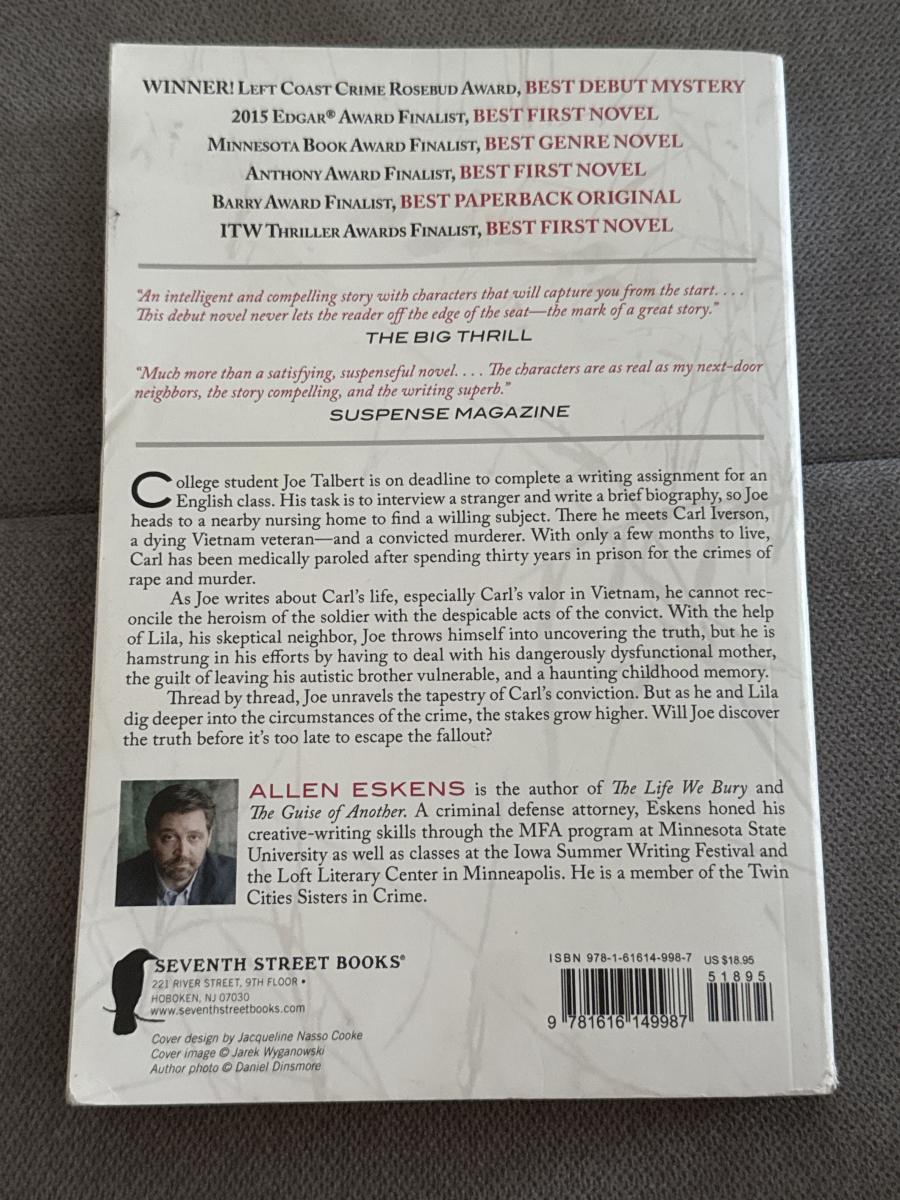 WINNER! LEFT COAST CRIME ROSEBUD AWARD, BEST DEBUT MYSTERY
2015 EDGAR® AWARD FINALIST, BEST FIRST NOVEL
MINNESOTA BOOK AWARD FINALIST, BEST GENRE NOVEL
ANTHONY AWARD FINALIST, BEST FIRST NOVEL
BARRY AWARD FINALIST, BEST PAPERBACK ORIGINAL
ITW THRILLER AWARDS FINALIST, BEST FIRST NOVEL
"An intelligent and compelling story with characters that will capture you from the start. . . .
This debut novel never lets the reader off the edge of the seat—the mark of a great story."
THE BIG THRILL
"Much more than a satisfying, suspenseful novel. . . . The characters are as real as my next-door
neighbors, the story compelling, and the writing superb."
SUSPENSE MAGAZINE
College student Joe Talbert is on deadline to complete a writing assignment for an
English class. His task is to interview a stranger and write a brief biography, so Joe
heads to a nearby nursing home to find a willing subject. There he meets Carl Iverson,
a dying Vietnam veteran—and a convicted murderer. With only a few months to live,
Carl has been medically paroled after spending thirty years in prison for the crimes of
rape and murder.
As Joe writes about Carl's life, especially Carl's valor in Vietnam, he cannot rec-
oncile the heroism of the soldier with the despicable acts of the convict. With the help
of Lila, his skeptical neighbor, Joe throws himself into uncovering the truth, but he is
hamstrung in his efforts by having to deal with his dangerously dysfunctional mother,
the guilt of leaving his autistic brother vulnerable, and a haunting childhood memory.
Thread by thread, Joe unravels the tapestry of Carl's conviction. But as he and Lila
dig deeper into the circumstances of the crime, the stakes grow higher. Will Joe discover
the truth before it's too late to escape the fallout?
ALLEN ESKENS is the author of The Life We Bury and
The Guise of Another. A criminal defense attorney, Eskens honed his
creative-writing skills through the MFA program at Minnesota State
University as well as classes at the Iowa Summer Writing Festival and
the Loft Literary Center in Minneapolis. He is a member of the Twin
Cities Sisters in Crime.
SEVENTH STREET BOOKS®
221 RIVER STREET, 9TH FLOOR •
HOBOKEN, NJ 07030
www.seventhstreetbooks.com
Cover design by Jacqueline Nasso Cooke
Cover image © Jarek Wyganowski
Author photo © Daniel Dinsmore
ISBN 978-1-61614-998-7 US $18.95
51895
9 781616 149987